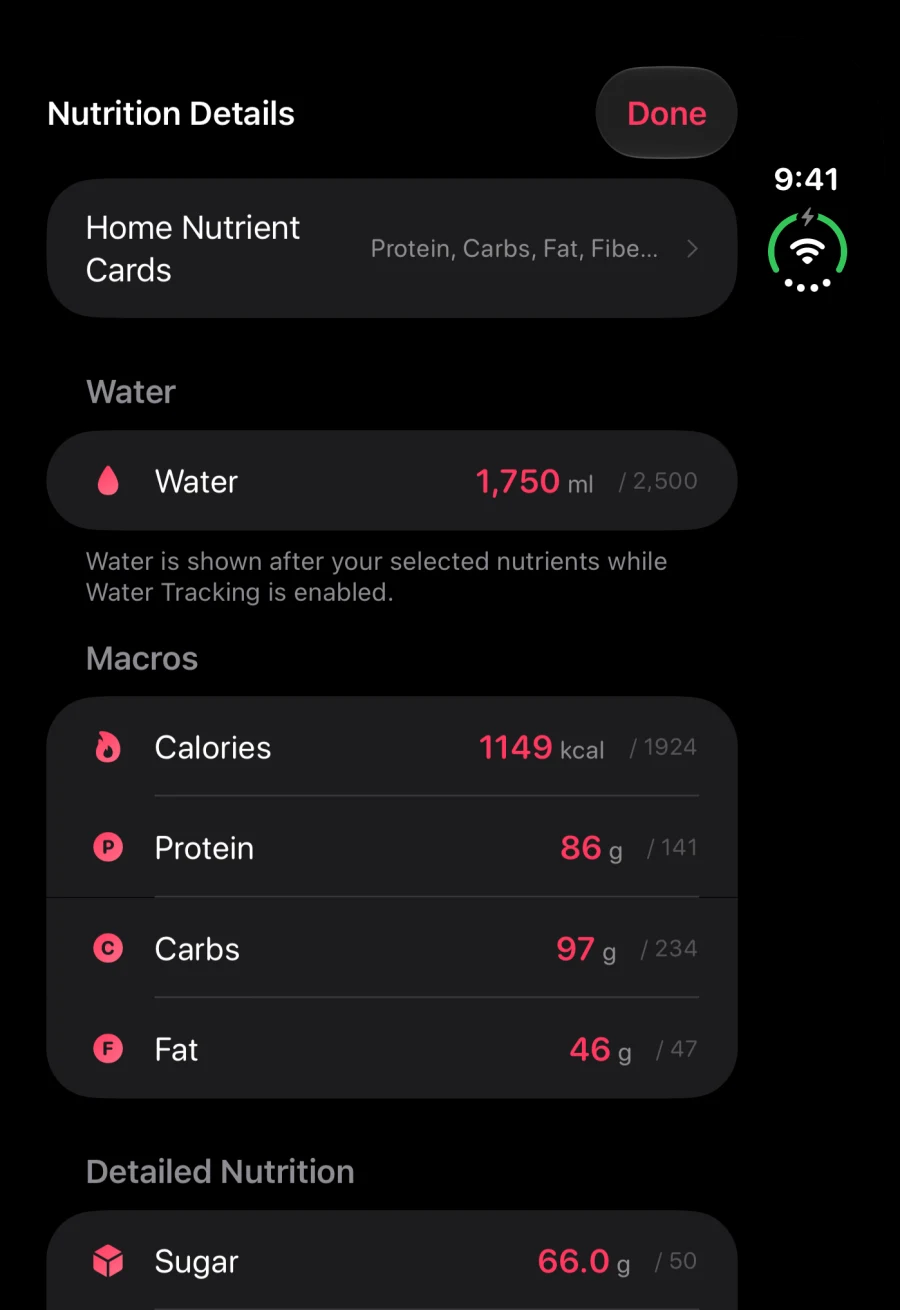 Nutrition Details
Done
9:41
Home Nutrient
Cards
Protein, Carbs, Fat, Fibe...
Water
Water 1,750 ml / 2,500
Water is shown after your selected nutrients while
Water Tracking is enabled.
Macros
Calories 1149 kcal / 1924
P Protein 86 g / 141
C Carbs 97 g / 234
F Fat 46 g / 47
Detailed Nutrition
Sugar 66.0 g / 50